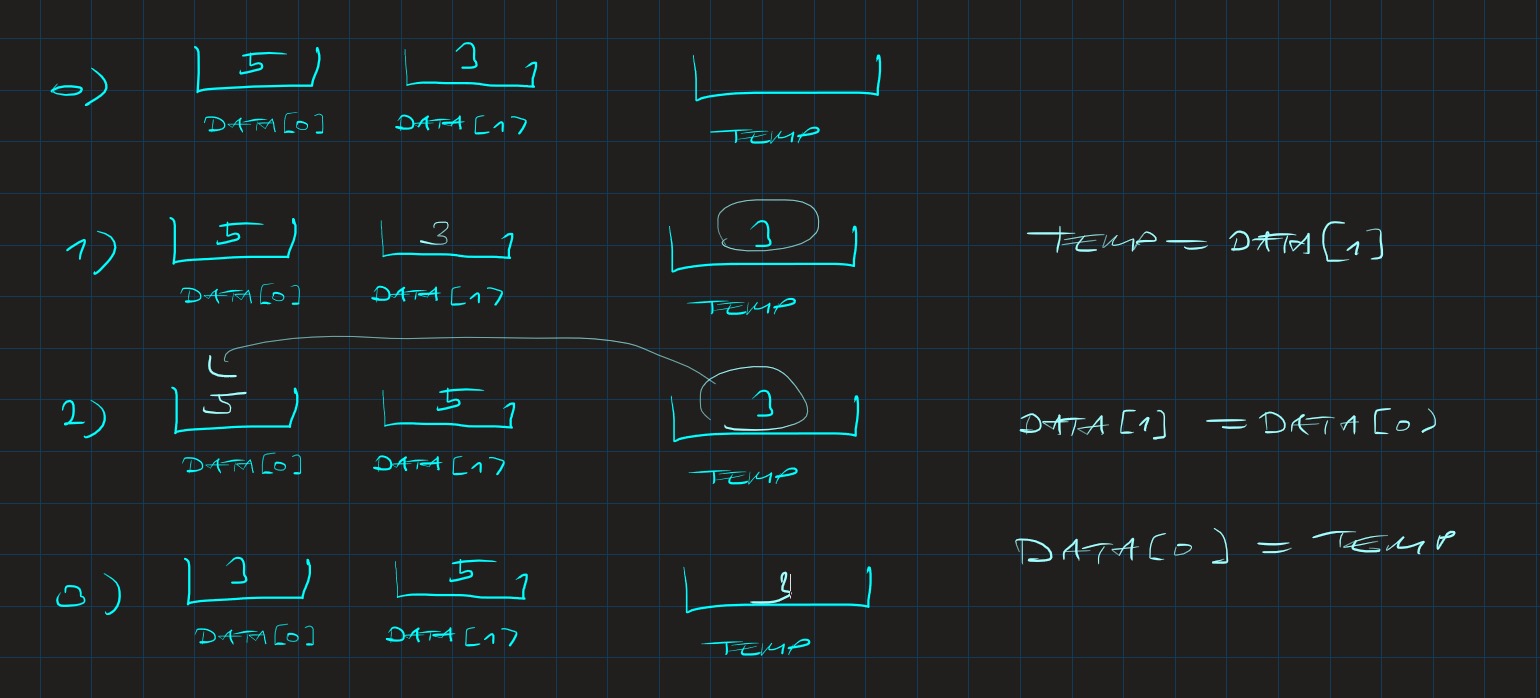 0) 5 3
DATA[0] DATA[1]
TEMP
1) 5 3 3 TEMP = DATA[1]
DATA[0] DATA[1] TEMP
2) 5 5 3 DATA[1] = DATA[0]
DATA[0] DATA[1] TEMP
3) 3 5 DATA[0] = TEMP
DATA[0] DATA[1] TEMP